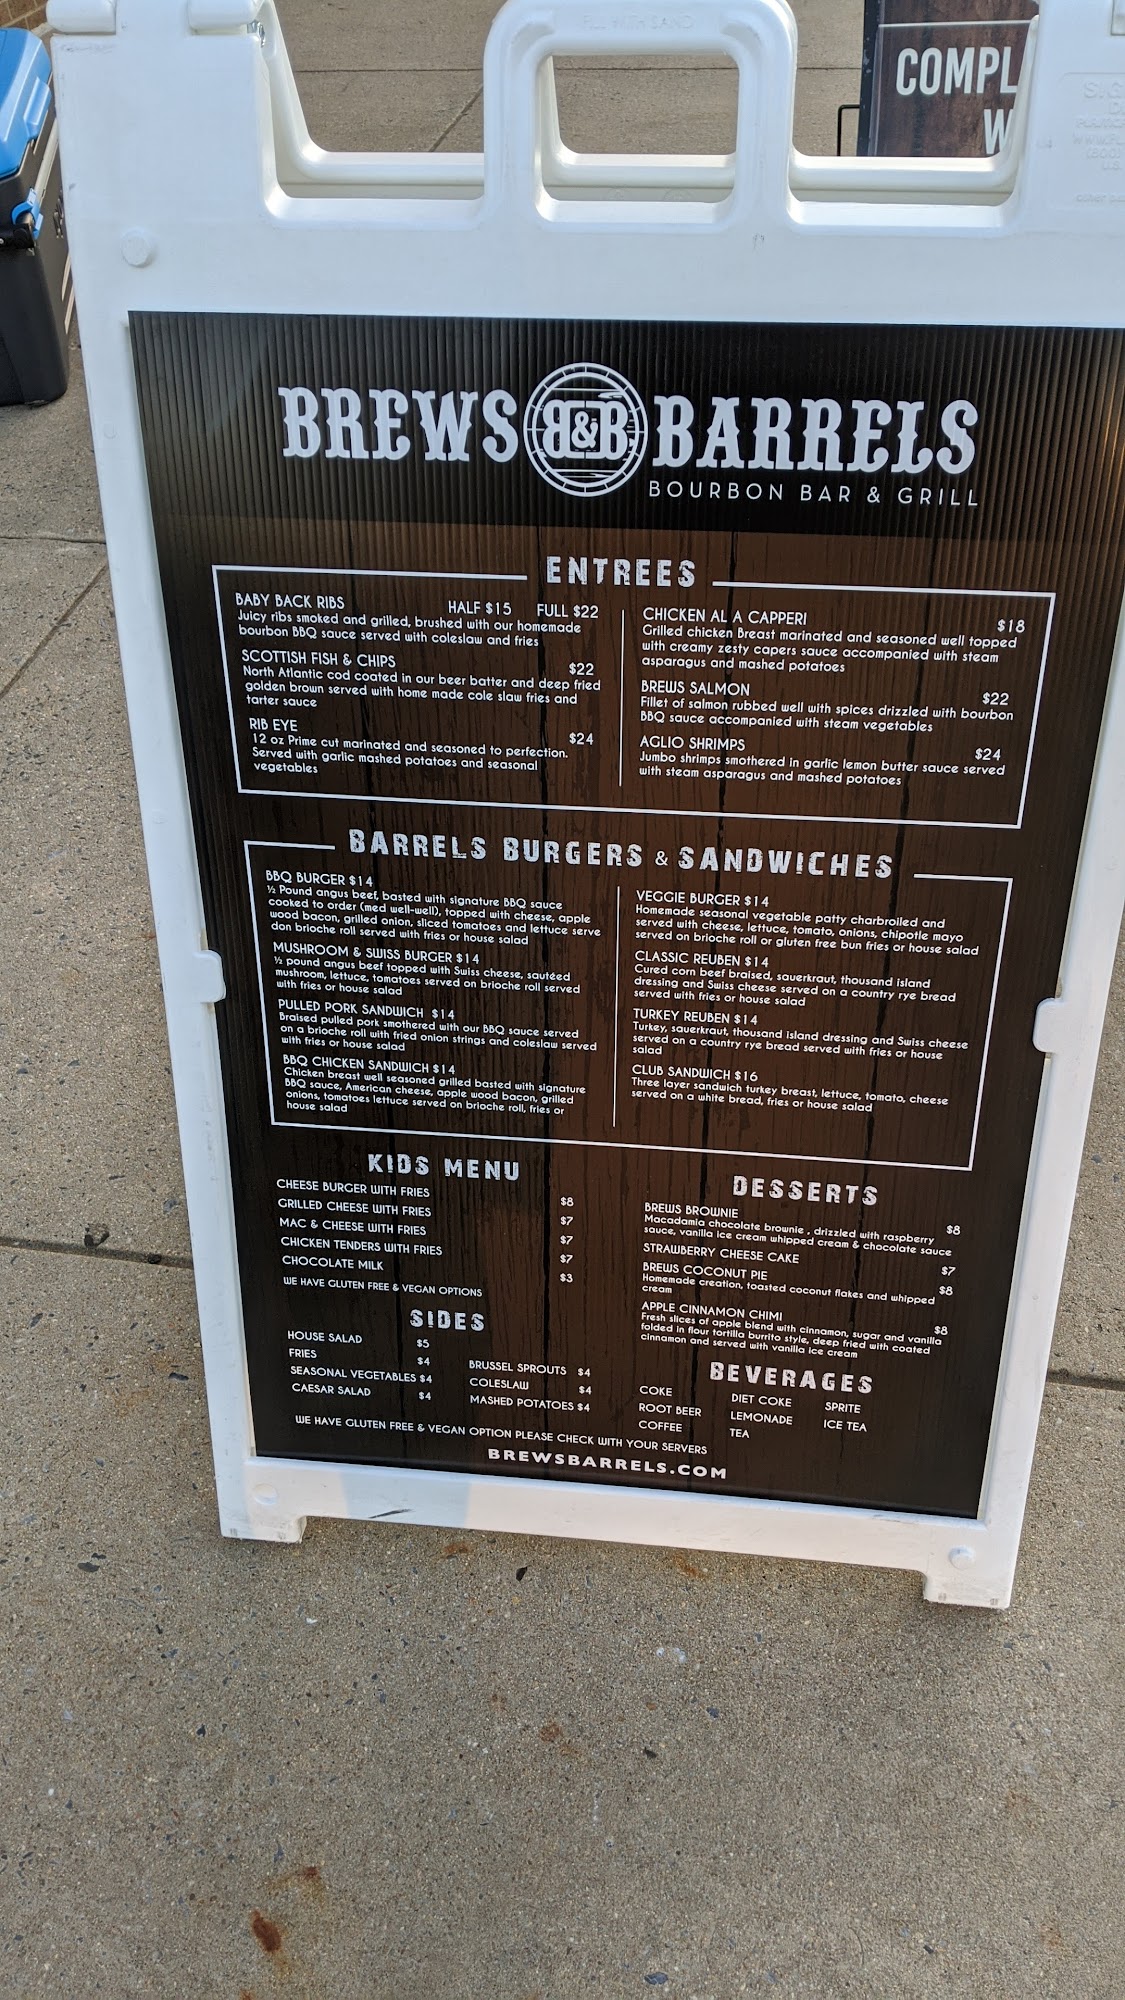 FILL WITH SAND
COMPL
W
BREWS B&B BARRELS
BOURBON BAR & GRILL
ENTREES
BABY BACK RIBS HALF $15 FULL $22
Juicy ribs smoked and grilled, brushed with our homemade
bourbon BBQ sauce served with coleslaw and fries
SCOTTISH FISH & CHIPS $22
North Atlantic cod coated in our beer batter and deep fried
golden brown served with home made cole slaw fries and
tarter sauce
RIB EYE $24
12 oz Prime cut marinated and seasoned to perfection.
Served with garlic mashed potatoes and seasonal
vegetables
CHICKEN AL A CAPPERI $18
Grilled chicken Breast marinated and seasoned well topped
with creamy zesty capers sauce accompanied with steam
asparagus and mashed potatoes
BREWS SALMON $22
Fillet of salmon rubbed well with spices drizzled with bourbon
BBQ sauce accompanied with steam vegetables
AGLIO SHRIMPS $24
Jumbo shrimps smothered in garlic lemon butter sauce served
with steam asparagus and mashed potatoes
BARRELS BURGERS & SANDWICHES
BBQ BURGER $14
½ Pound angus beef, basted with signature BBQ sauce
cooked to order (med well-well), topped with cheese, apple
wood bacon, grilled onion, sliced tomatoes and lettuce serve
don brioche roll served with fries or house salad
MUSHROOM & SWISS BURGER $14
½ pound angus beef topped with Swiss cheese, sautéed
mushroom, lettuce, tomatoes served on brioche roll served
with fries or house salad
PULLED PORK SANDWICH $14
Braised pulled pork smothered with our BBQ sauce served
on a brioche roll with fried onion strings and coleslaw served
with fries or house salad
BBQ CHICKEN SANDWICH $14
Chicken breast well seasoned grilled basted with signature
BBQ sauce, American cheese, apple wood bacon, grilled
onions, tomatoes lettuce served on brioche roll, fries or
house salad
VEGGIE BURGER $14
Homemade seasonal vegetable patty charbroiled and
served with cheese, lettuce, tomato, onions, chipotle mayo
served on brioche roll or gluten free bun fries or house salad
CLASSIC REUBEN $14
Cured corn beef braised, sauerkraut, thousand island
dressing and Swiss cheese served on a country rye bread
served with fries or house salad
TURKEY REUBEN $14
Turkey, sauerkraut, thousand island dressing and Swiss cheese
served on a country rye bread served with fries or house
salad
CLUB SANDWICH $16
Three layer sandwich turkey breast, lettuce, tomato, cheese
served on a white bread, fries or house salad
KIDS MENU
CHEESE BURGER WITH FRIES $8
GRILLED CHEESE WITH FRIES $7
MAC & CHEESE WITH FRIES $7
CHICKEN TENDERS WITH FRIES $7
CHOCOLATE MILK $3
WE HAVE GLUTEN FREE & VEGAN OPTIONS
SIDES
HOUSE SALAD $5
FRIES $4
SEASONAL VEGETABLES $4
CAESAR SALAD $4
BRUSSEL SPROUTS $4
COLESLAW $4
MASHED POTATOES $4
DESSERTS
BREWS BROWNIE $8
Macadamia chocolate brownie , drizzled with raspberry
sauce, vanilla ice cream whipped cream & chocolate sauce
STRAWBERRY CHEESE CAKE $7
BREWS COCONUT PIE $8
Homemade creation, toasted coconut flakes and whipped
cream
APPLE CINNAMON CHIMI $8
Fresh slices of apple blend with cinnamon, sugar and vanilla
folded in flour tortilla burrito style, deep fried with coated
cinnamon and served with vanilla ice cream
BEVERAGES
COKE DIET COKE SPRITE
ROOT BEER LEMONADE ICE TEA
COFFEE TEA
WE HAVE GLUTEN FREE & VEGAN OPTION PLEASE CHECK WITH YOUR SERVERS
BREWSBARRELS.COM